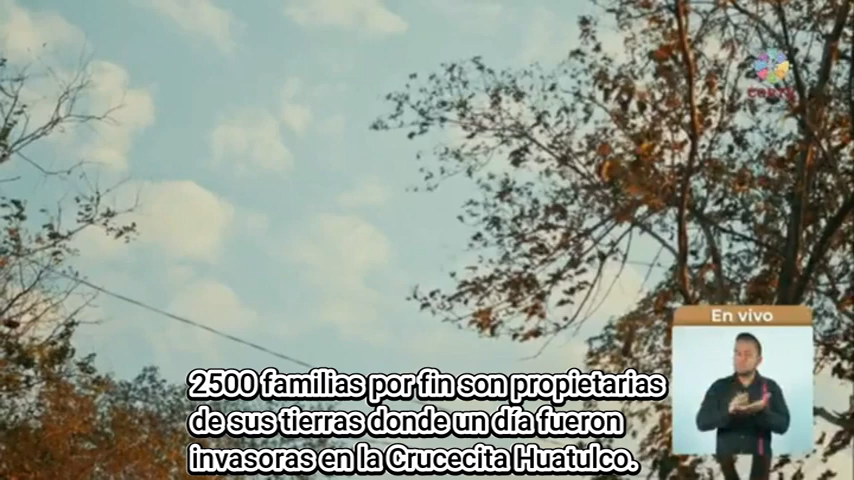 CORTV
En vivo
2500 familias por fin son propietarias
de sus tierras donde un día fueron
invasoras en la Crucecita Huatulco.